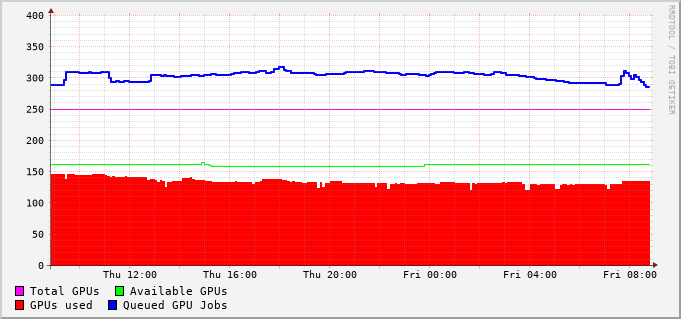 400
350
300
250
200
150
100
50
0
Thu 12:00 Thu 16:00 Thu 20:00 Fri 00:00 Fri 04:00 Fri 08:00
Total GPUs Available GPUs
GPUs used Queued GPU Jobs
RRDTOOL / TOBI OETIKER